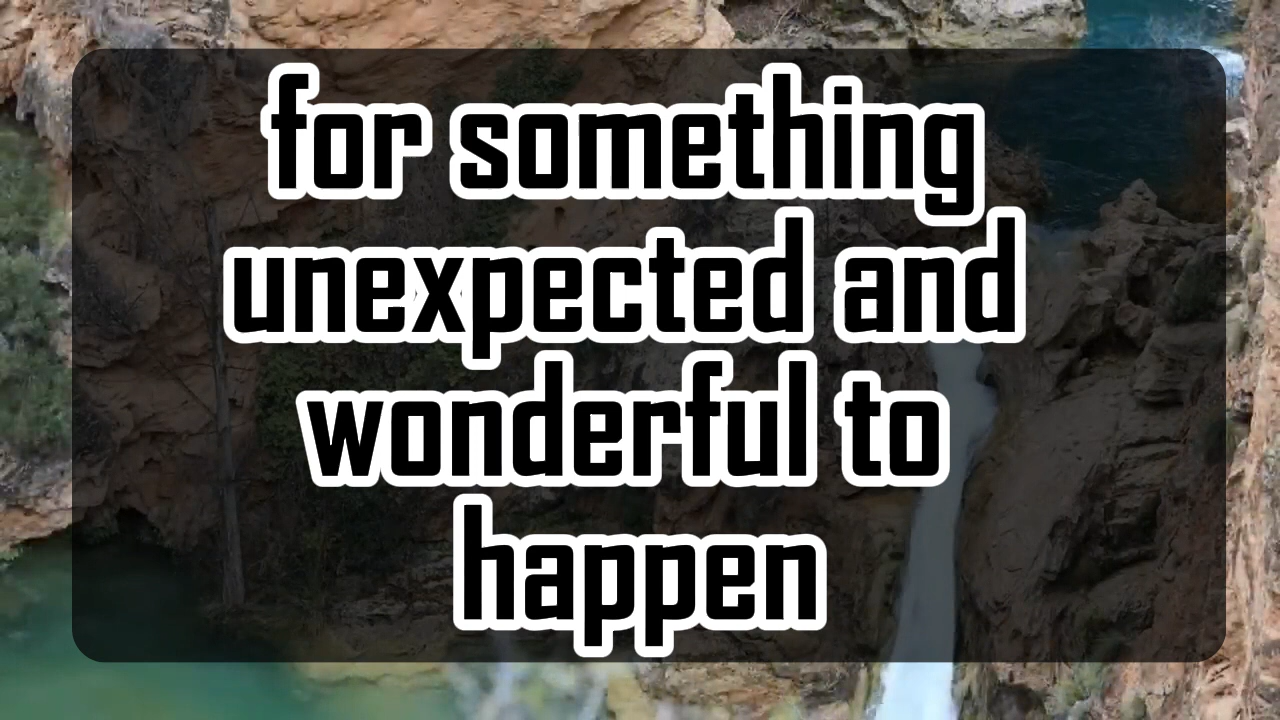 for something
unexpected and
wonderful to
happen